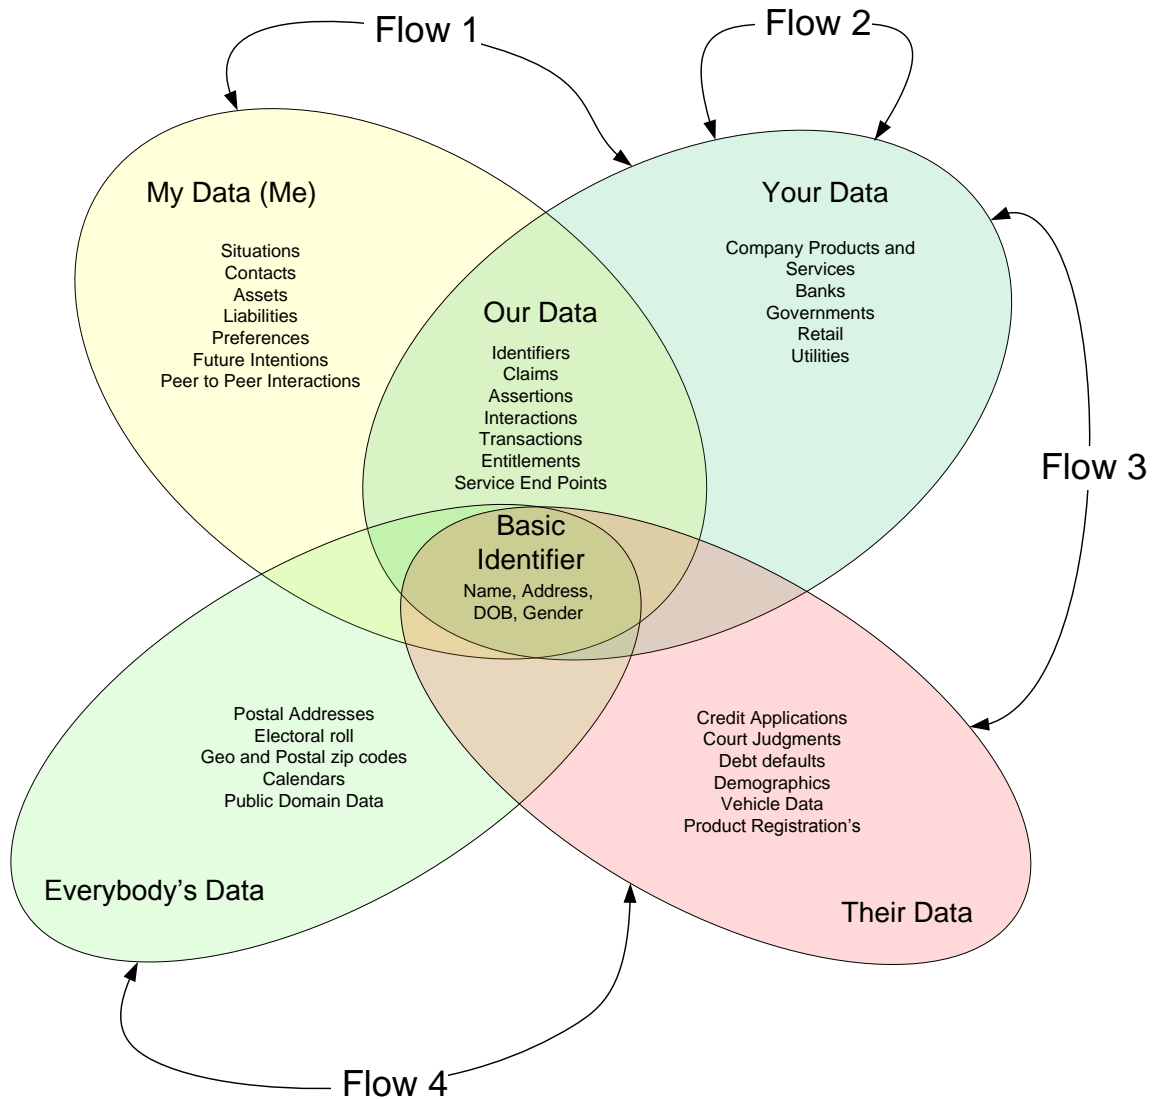 Flow 1
Flow 2
My Data (Me)
Situations
Contacts
Assets
Liabilities
Preferences
Future Intentions
Peer to Peer Interactions
Your Data
Company Products and
Services
Banks
Governments
Retail
Utilities
Our Data
Identifiers
Claims
Assertions
Interactions
Transactions
Entitlements
Service End Points
Flow 3
Basic
Identifier
Name, Address,
DOB, Gender
Postal Addresses
Electoral roll
Geo and Postal zip codes
Calendars
Public Domain Data
Everybody’s Data
Credit Applications
Court Judgments
Debt defaults
Demographics
Vehicle Data
Product Registration’s
Their Data
Flow 4